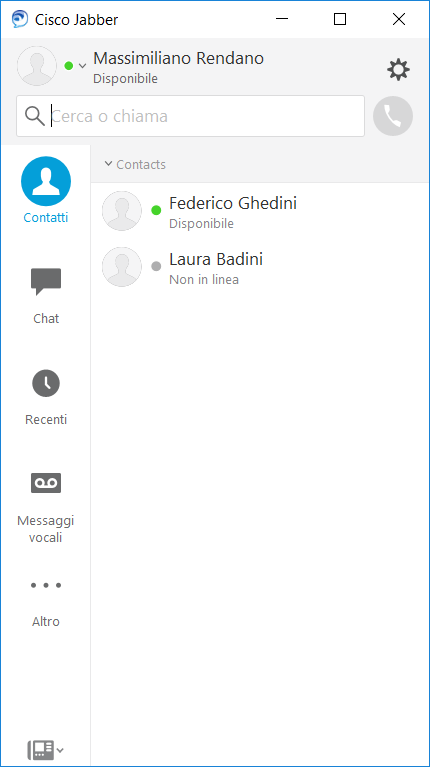 Cisco Jabber
Massimiliano Rendano
Disponibile
Cerca o chiama
Contacts
Federico Ghedini
Disponibile
Laura Badini
Non in linea
Contatti
Chat
Recenti
Messaggi
vocali
Altro